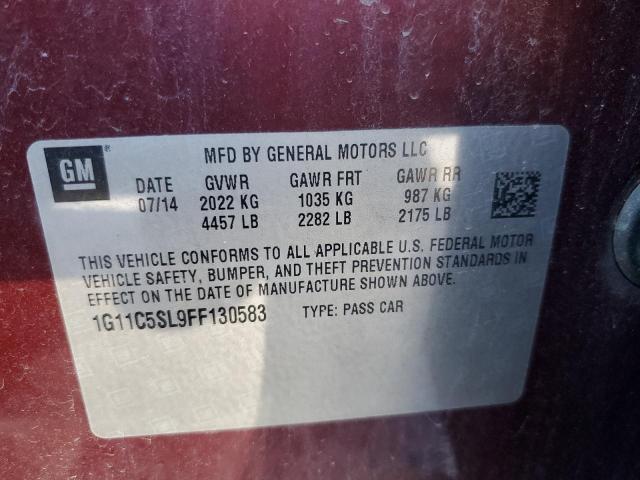 GM ®
MFD BY GENERAL MOTORS LLC
DATE GVWR GAWR FRT GAWR RR
07/14 2022 KG 1035 KG 987 KG
4457 LB 2282 LB 2175 LB
THIS VEHICLE CONFORMS TO ALL APPLICABLE U.S. FEDERAL MOTOR
VEHICLE SAFETY, BUMPER, AND THEFT PREVENTION STANDARDS IN
EFFECT ON THE DATE OF MANUFACTURE SHOWN ABOVE.
1G11C5SL9FF130583 TYPE: PASS CAR